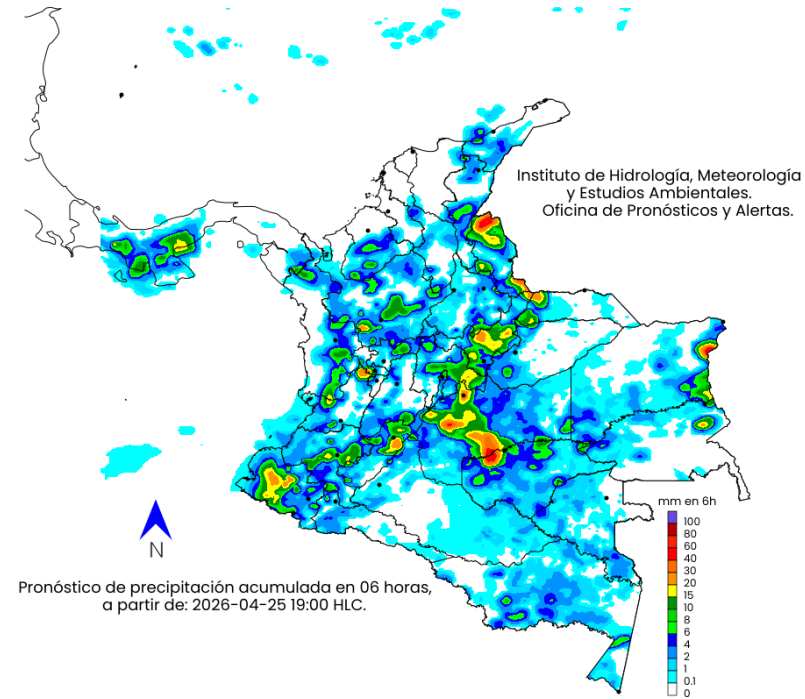 Instituto de Hidrología, Meteorología
y Estudios Ambientales.
Oficina de Pronósticos y Alertas.
mm en 6h
100
80
60
40
30
20
15
10
8
6
4
2
1
0.1
0
N
Pronóstico de precipitación acumulada en 06 horas,
a partir de: 2026-04-25 19:00 HLC.